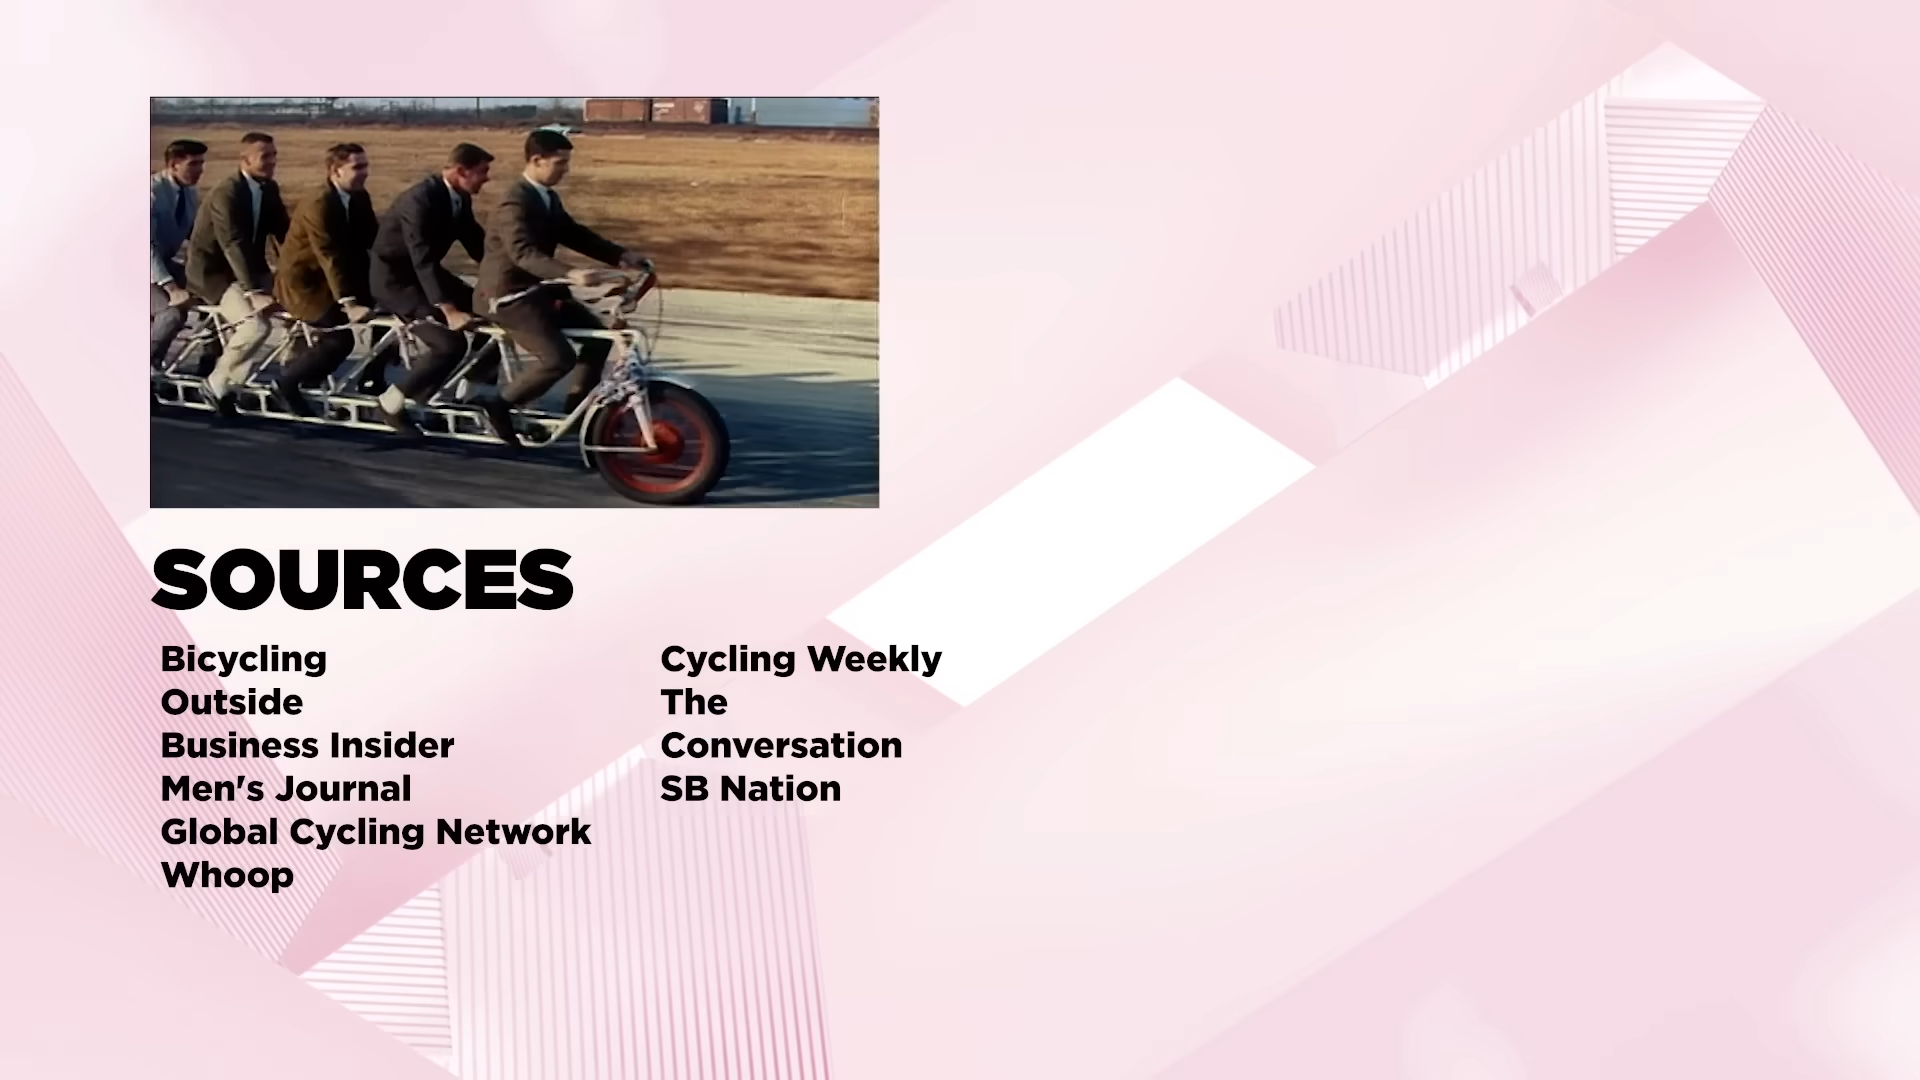 SOURCES
Bicycling
Outside
Business Insider
Men's Journal
Global Cycling Network
Whoop
Cycling Weekly
The
Conversation
SB Nation